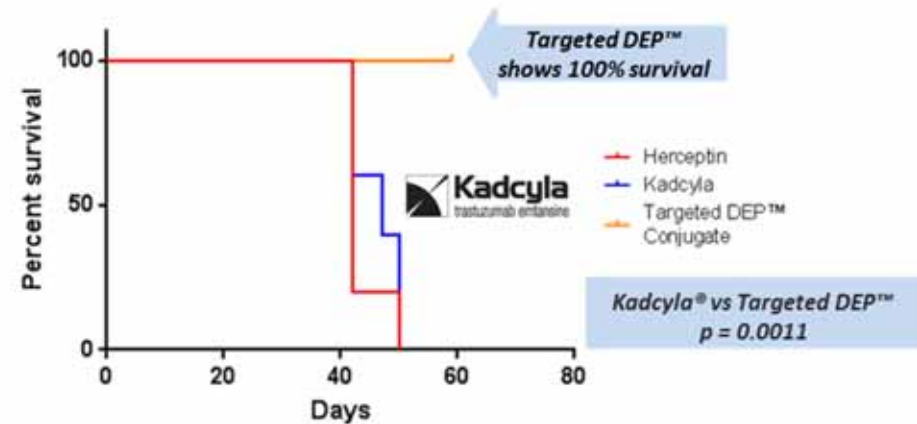 Targeted DEP™
shows 100% survival
Percent survival
100
50
0
0 20 40 60 80
Days
Kadcyla
trastuzumab emtansine
Herceptin
Kadcyla
Targeted DEP™
Conjugate
Kadcyla® vs Targeted DEP™
p = 0.0011